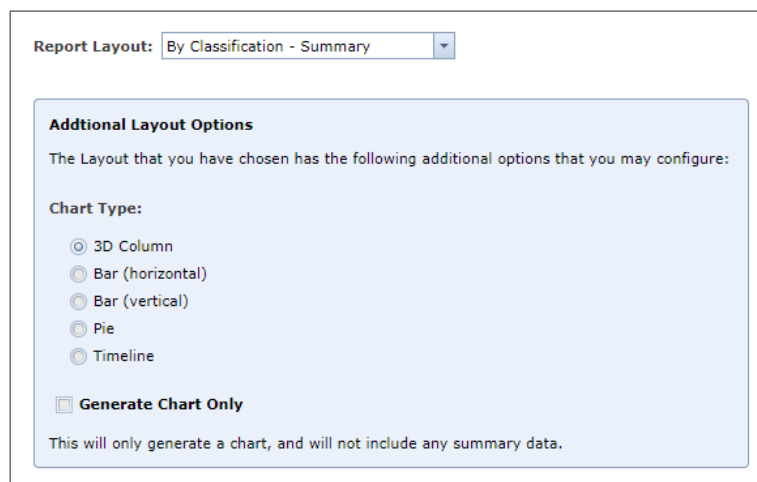 Report Layout: By Classification - Summary
Addtional Layout Options
The Layout that you have chosen has the following additional options that you may configure:
Chart Type:
3D Column
Bar (horizontal)
Bar (vertical)
Pie
Timeline
Generate Chart Only
This will only generate a chart, and will not include any summary data.